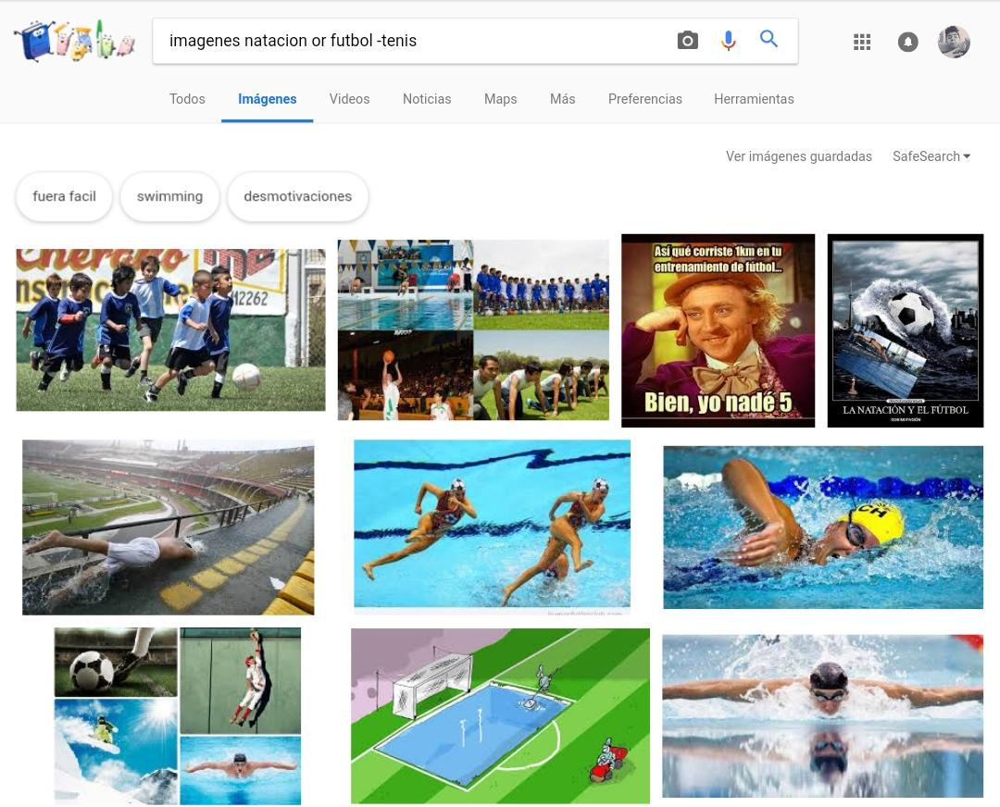 imagenes natacion or futbol -tenis
Todos Imágenes Videos Noticias Maps Más Preferencias Herramientas
Ver imágenes guardadas SafeSearch
fuera facil swimming desmotivaciones
12262
Así qué corriste 1km en tu
entrenamiento de fútbol...
Bien, yo nadé 5
LA NATACIÓN Y EL FÚTBOL
CH